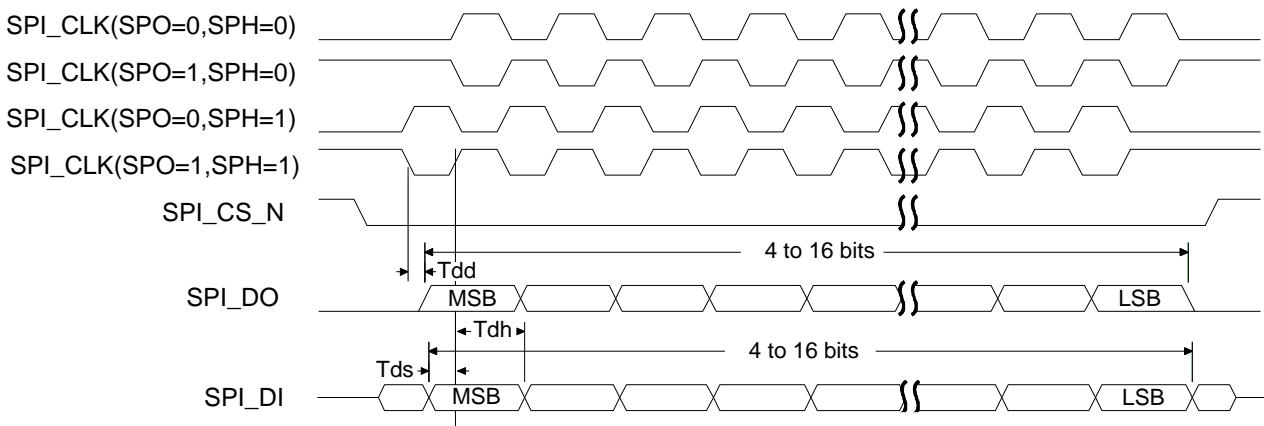 SPI_CLK(SPO=0,SPH=0)
SPI_CLK(SPO=1,SPH=0)
SPI_CLK(SPO=0,SPH=1)
SPI_CLK(SPO=1,SPH=1)
SPI_CS_N
4 to 16 bits
Tdd
SPI_DO
MSB
LSB
Tdh
4 to 16 bits
Tds
SPI_DI
MSB
LSB